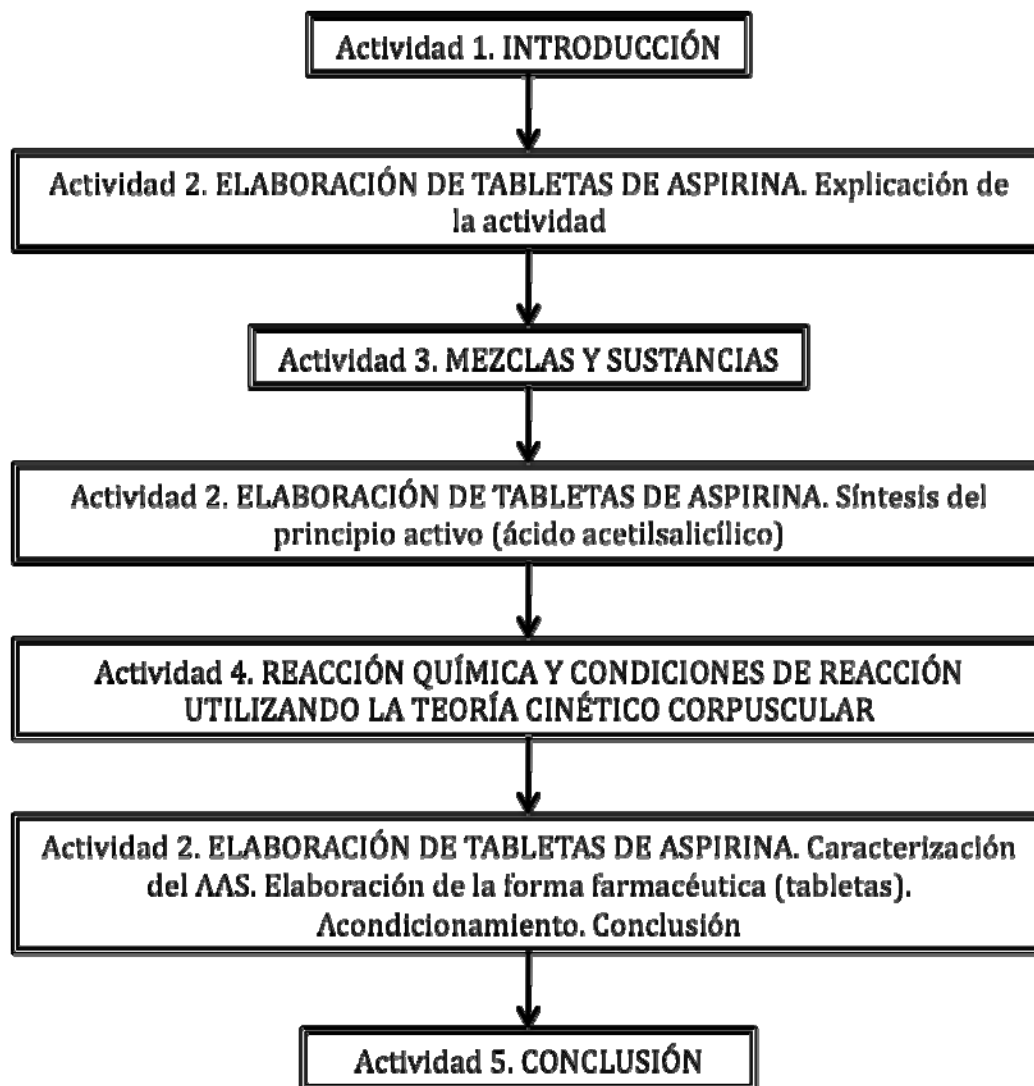 Actividad 1. INTRODUCCIÓN
Actividad 2. ELABORACIÓN DE TABLETAS DE ASPIRINA. Explicación de
la actividad
Actividad 3. MEZCLAS Y SUSTANCIAS
Actividad 2. ELABORACIÓN DE TABLETAS DE ASPIRINA. Síntesis del
principio activo (ácido acetilsalicílico)
Actividad 4. REACCIÓN QUÍMICA Y CONDICIONES DE REACCIÓN
UTILIZANDO LA TEORÍA CINÉTICO CORPUSCULAR
Actividad 2. ELABORACIÓN DE TABLETAS DE ASPIRINA. Caracterización
del AAS. Elaboración de la forma farmacéutica (tabletas).
Acondicionamiento. Conclusión
Actividad 5. CONCLUSIÓN